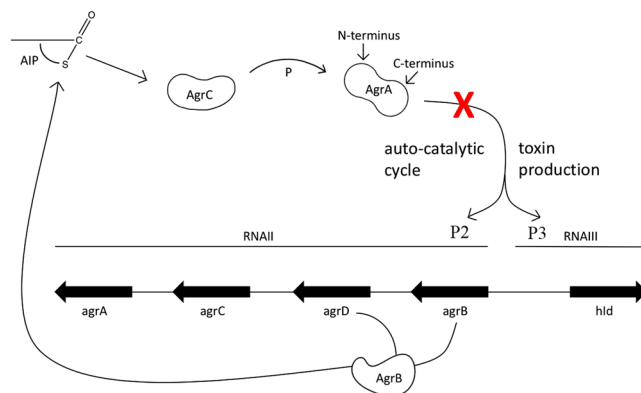 O
C
S
AIP
AgrC
P
N-terminus
C-terminus
AgrA
X
auto-catalytic
cycle
toxin
production
P2
P3
RNAII
RNAIII
agrA
agrC
agrD
agrB
hld
AgrB